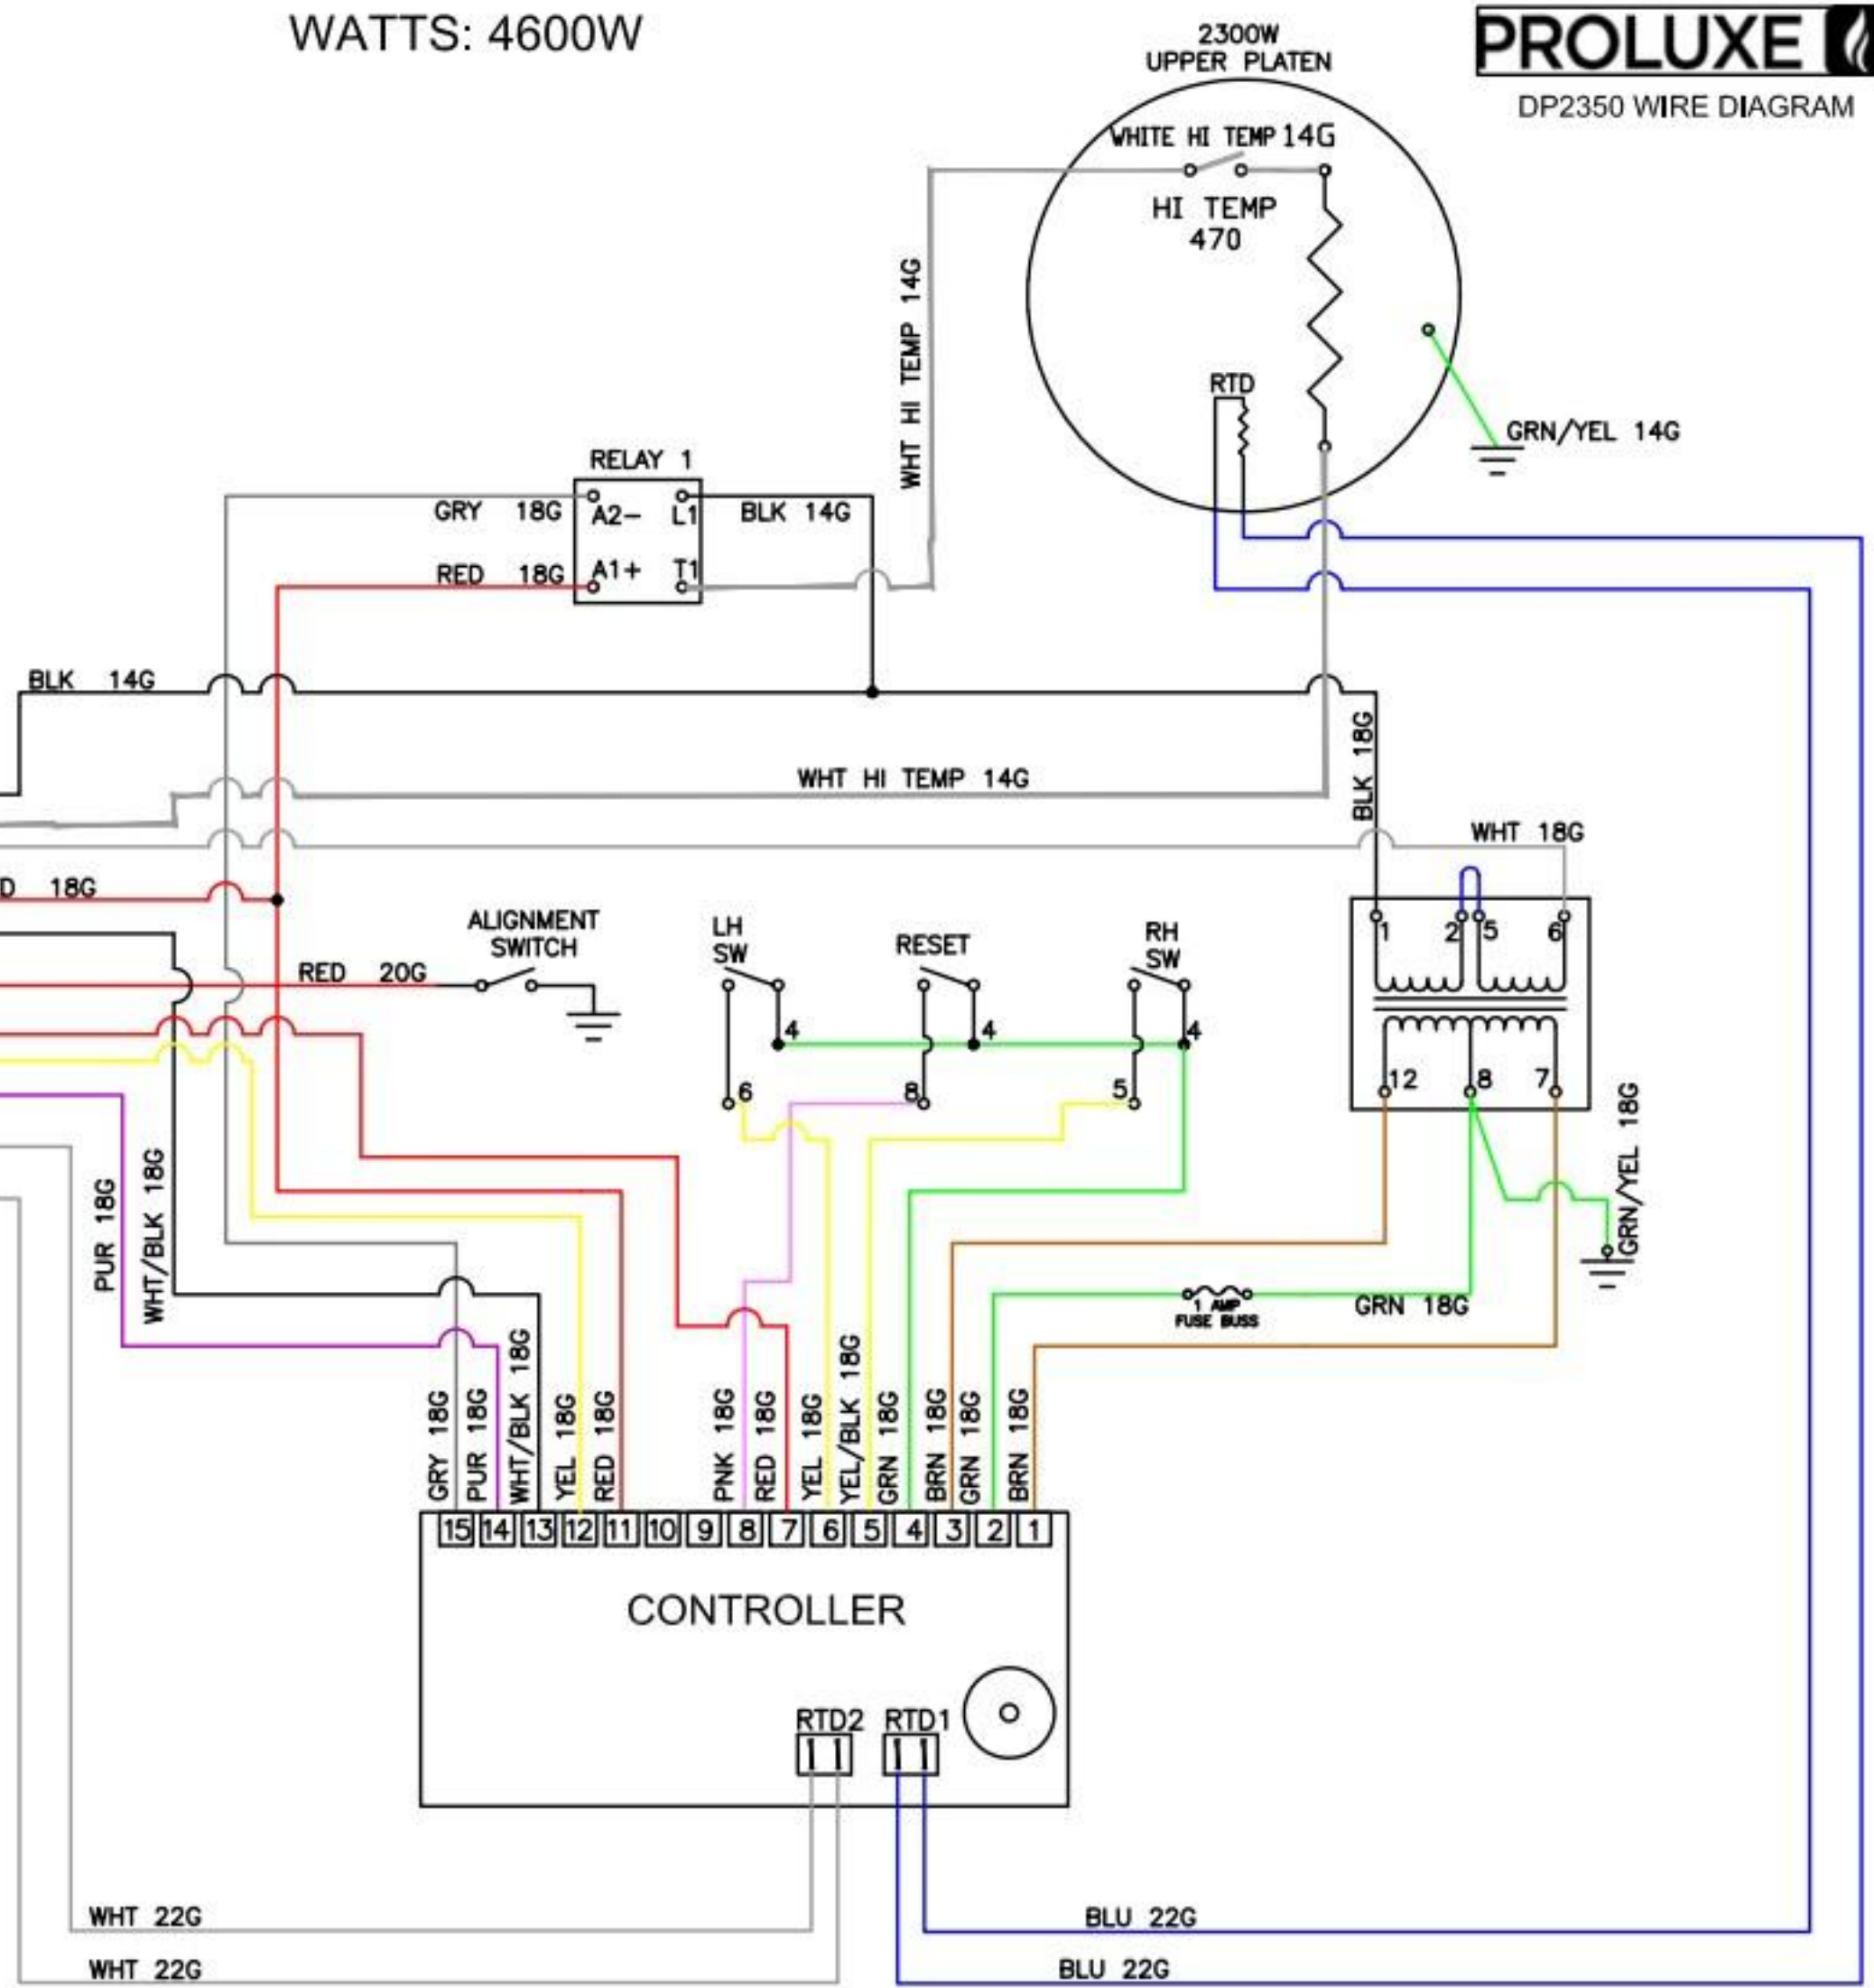 WATTS: 4600W
PROLUXE
DP2350 WIRE DIAGRAM
2300W
UPPER PLATEN
WHITE HI TEMP 14G
HI TEMP
470
WHT HI TEMP 14G
RTD
GRN/YEL 14G
RELAY 1
GRY 18G
A2- L1
BLK 14G
RED 18G
A1+ T1
BLK 14G
BLK 18G
WHT HI TEMP 14G
WHT 18G
D 18G
ALIGNMENT
SWITCH
RED 20G
LH
SW
RESET
RH
SW
1 2 5 6
4 4 4
6 8 5
12 8 7
GRN/YEL 18G
PUR 18G
WHT/BLK 18G
1 AMP
FUSE BUSS
GRN 18G
GRY 18G
PUR 18G
WHT/BLK 18G
YEL 18G
RED 18G
PNK 18G
RED 18G
YEL 18G
YEL/BLK 18G
GRN 18G
BRN 18G
GRN 18G
BRN 18G
15 14 13 12 11 10 9 8 7 6 5 4 3 2 1
CONTROLLER
RTD2 RTD1
WHT 22G
BLU 22G
WHT 22G
BLU 22G